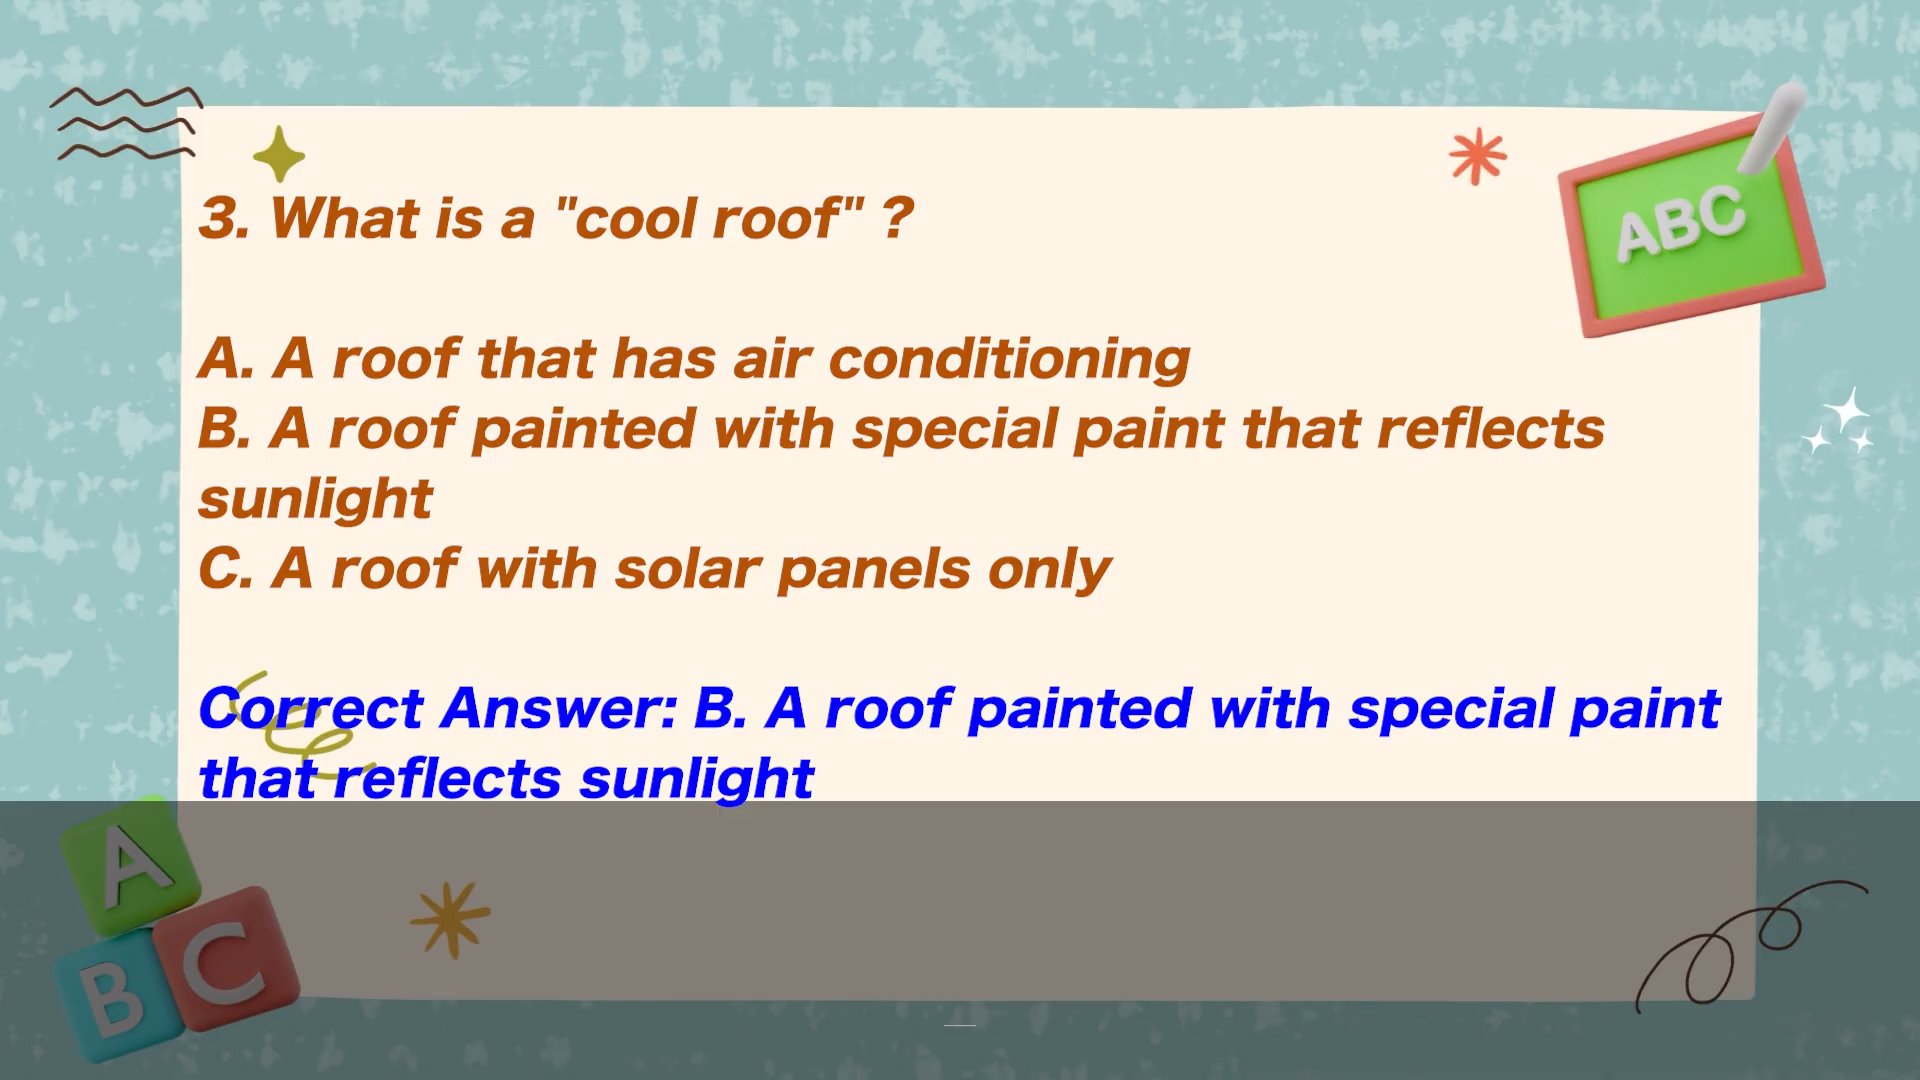 3. What is a "cool roof" ?
ABC
A. A roof that has air conditioning
B. A roof painted with special paint that reflects
sunlight
C. A roof with solar panels only
Correct Answer: B. A roof painted with special paint
that reflects sunlight
A
B C